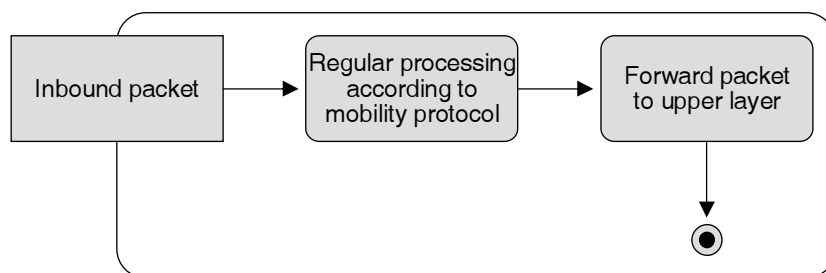 Inbound packet
Regular processing
according to
mobility protocol
Forward packet
to upper layer